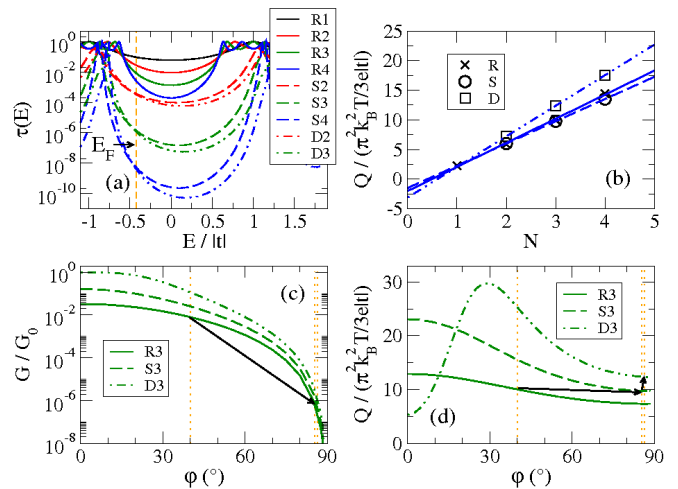 10^0
10^-2
10^-4
10^-6
10^-8
10^-10
τ(E)
E_F
(a)
-1
-0.5
0
0.5
1
1.5
E / |t|
R1
R2
R3
R4
S2
S3
S4
D2
D3
25
20
15
10
5
0
-5
Q / (π²k_B²T/3e|t|)
R
S
D
(b)
0
1
2
3
4
5
N
10^0
10^-2
10^-4
10^-6
10^-8
G / G_0
(c)
R3
S3
D3
0
30
60
90
φ (°)
30
20
10
0
Q / (π²k_B²T/3e|t|)
R3
S3
D3
(d)
0
30
60
90
φ (°)